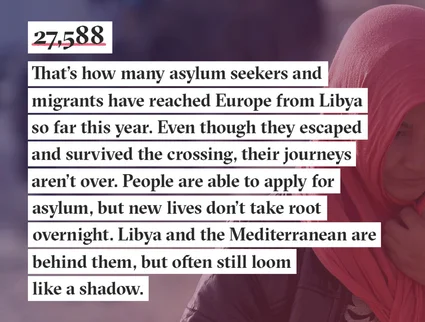 27,588
That's how many asylum seekers and
migrants have reached Europe from Libya
so far this year. Even though they escaped
and survived the crossing, their journeys
aren't over. People are able to apply for
asylum, but new lives don't take root
overnight. Libya and the Mediterranean are
behind them, but often still loom
like a shadow.